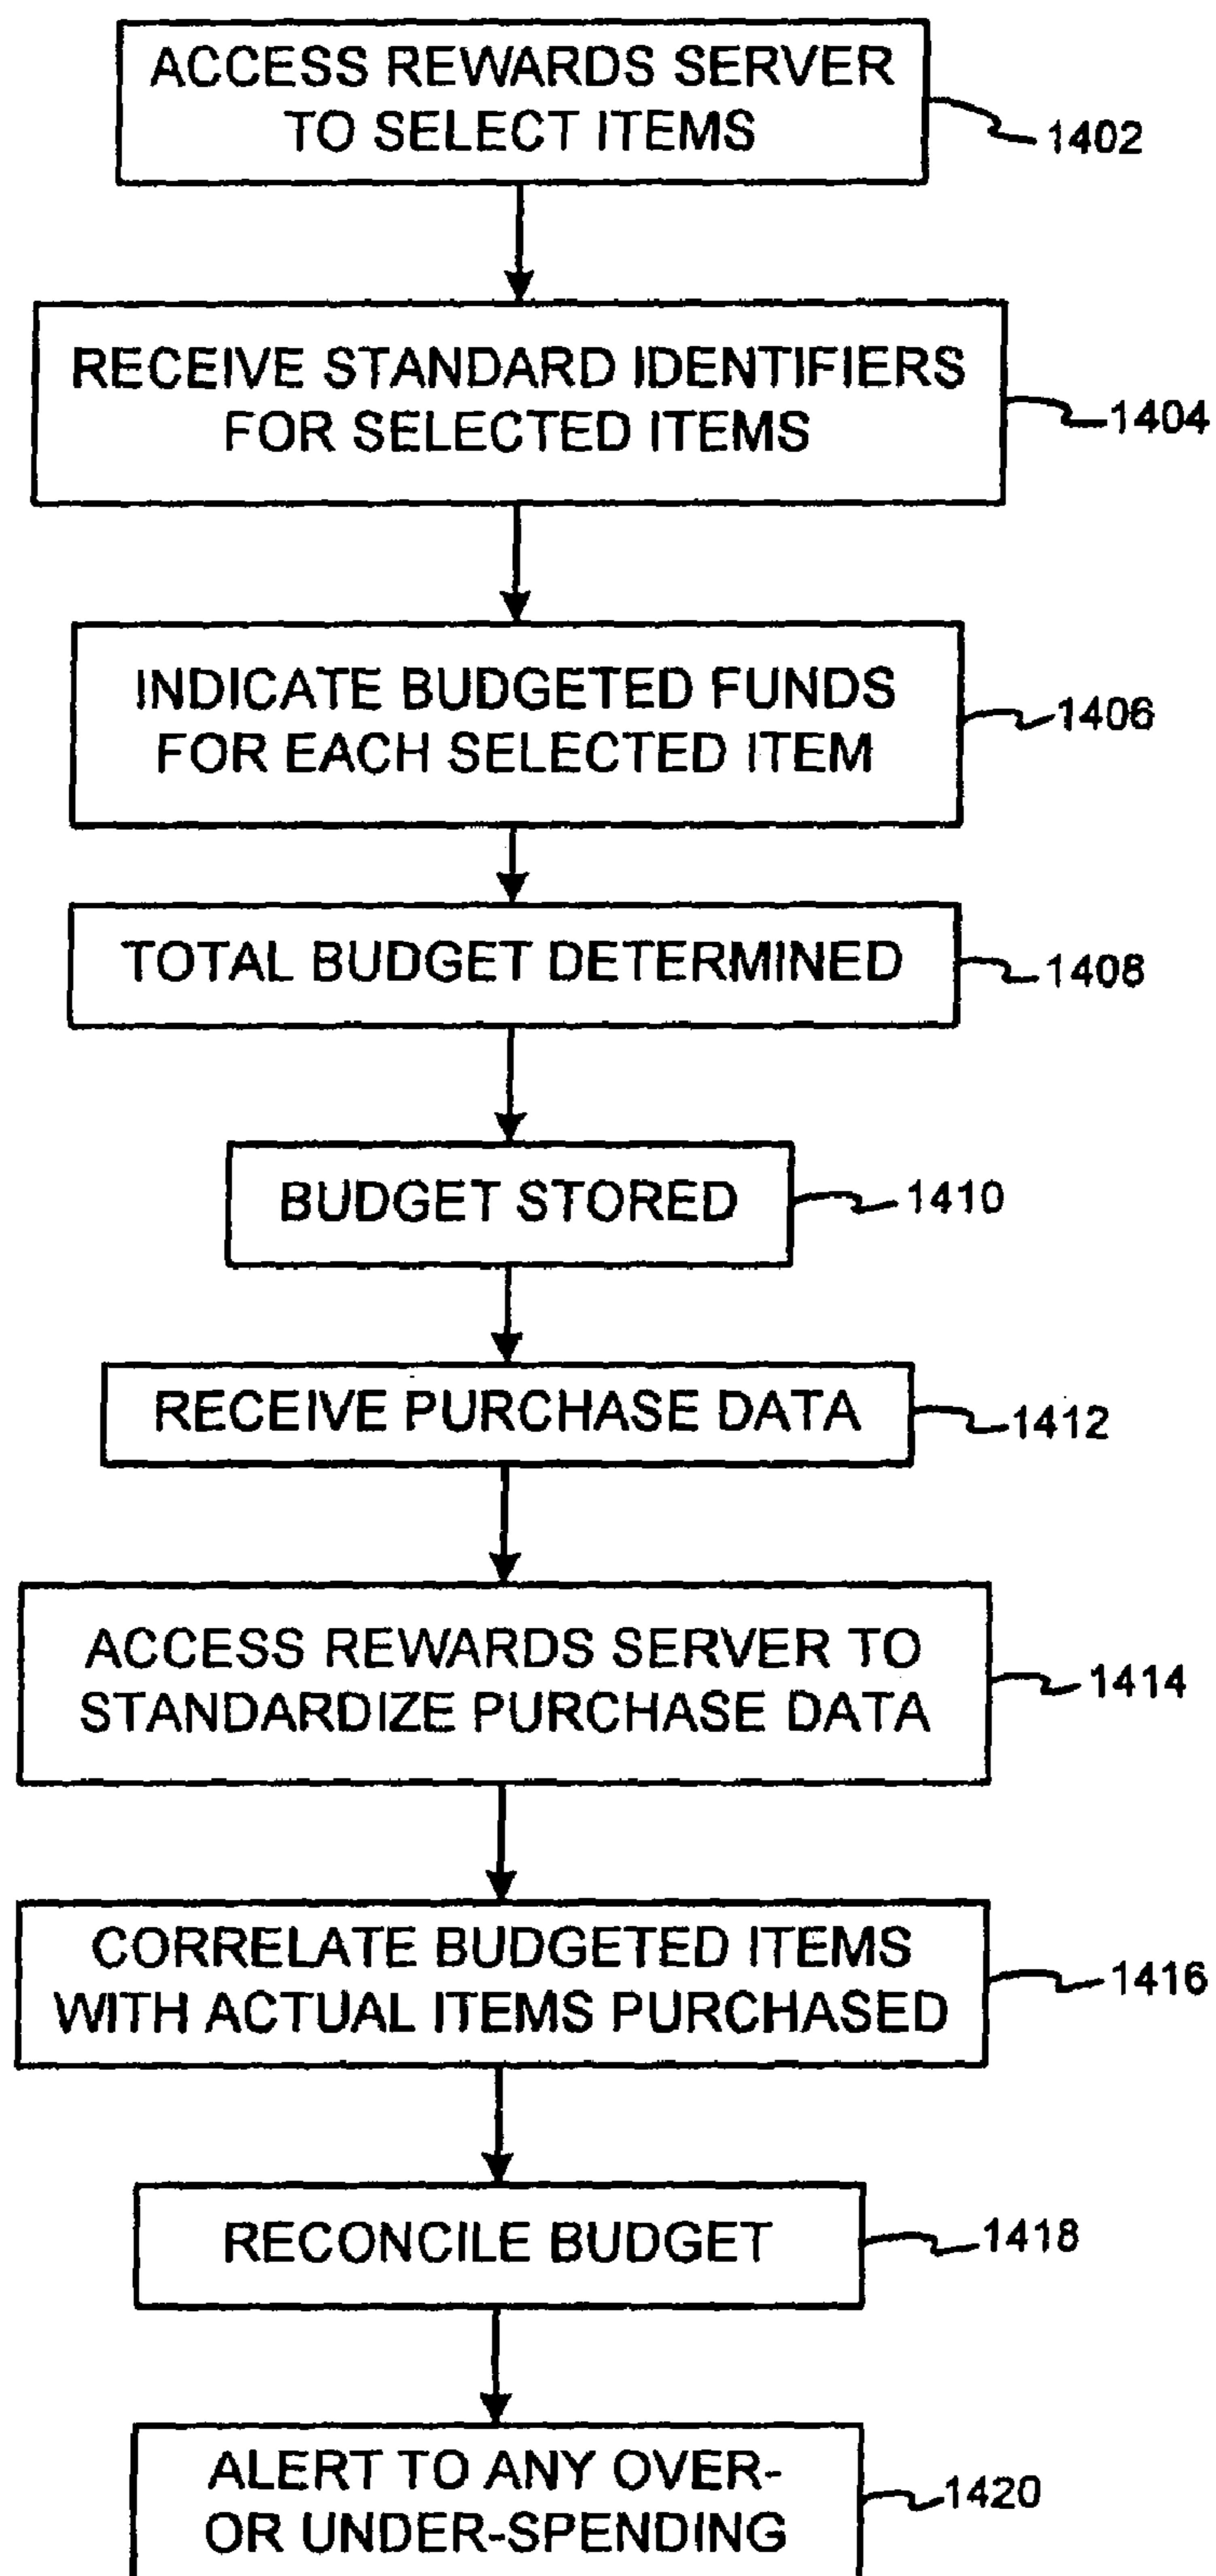 ACCESS REWARDS SERVER
TO SELECT ITEMS
1402
RECEIVE STANDARD IDENTIFIERS
FOR SELECTED ITEMS
1404
INDICATE BUDGETED FUNDS
FOR EACH SELECTED ITEM
1406
TOTAL BUDGET DETERMINED
1408
BUDGET STORED
1410
RECEIVE PURCHASE DATA
1412
ACCESS REWARDS SERVER TO
STANDARDIZE PURCHASE DATA
1414
CORRELATE BUDGETED ITEMS
WITH ACTUAL ITEMS PURCHASED
1416
RECONCILE BUDGET
1418
ALERT TO ANY OVER-
OR UNDER-SPENDING
1420